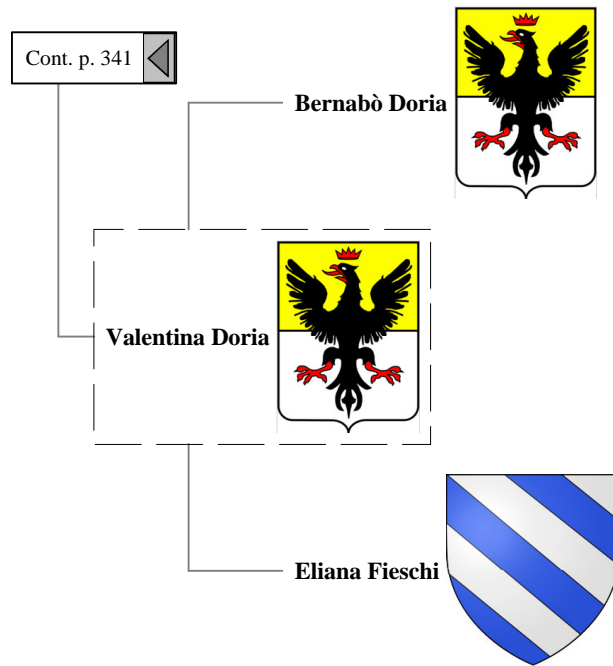 Cont. p. 341
Bernabò Doria
Valentina Doria
Eliana Fieschi